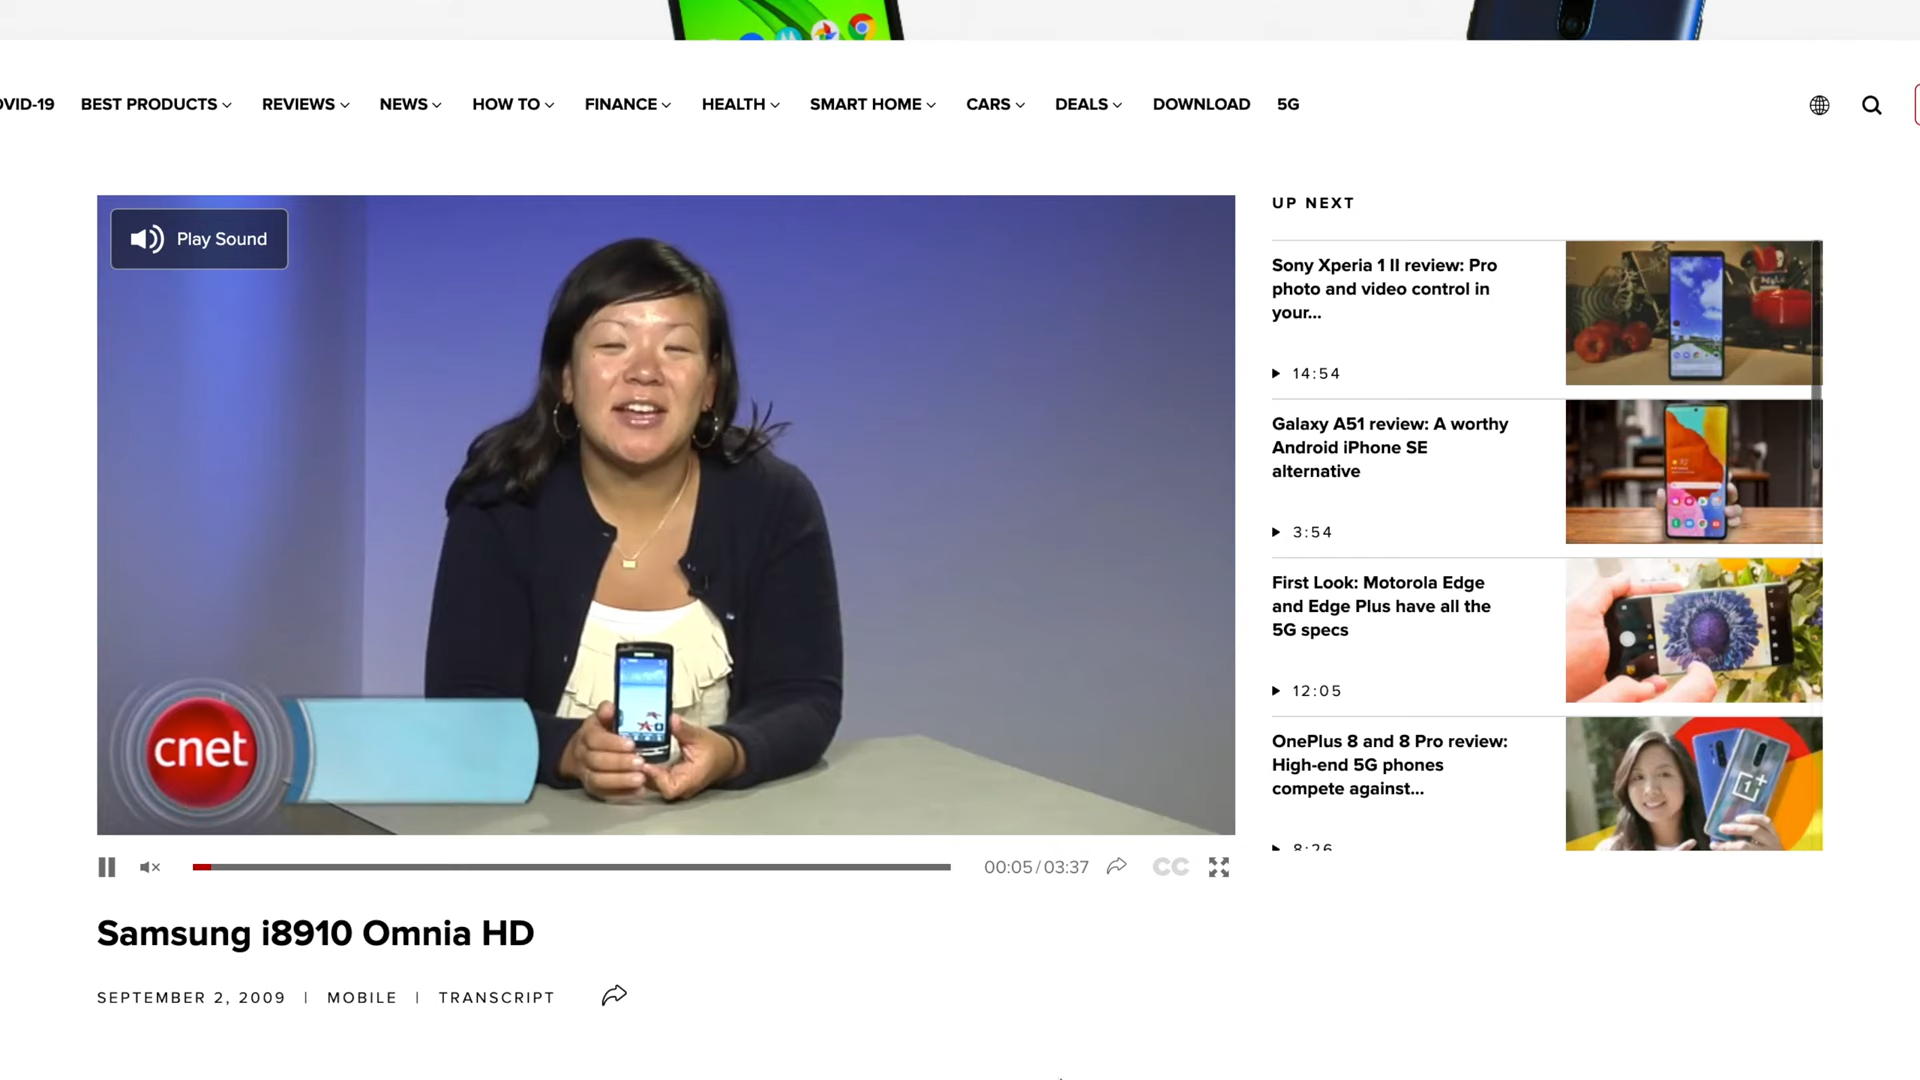 OVID-19 BEST PRODUCTS REVIEWS NEWS HOW TO FINANCE HEALTH SMART HOME CARS DEALS DOWNLOAD 5G
Play Sound
cnet
00:05/03:37 CC
Samsung i8910 Omnia HD
SEPTEMBER 2, 2009 | MOBILE | TRANSCRIPT
UP NEXT
Sony Xperia 1 II review: Pro
photo and video control in
your...
14:54
Galaxy A51 review: A worthy
Android iPhone SE
alternative
3:54
First Look: Motorola Edge
and Edge Plus have all the
5G specs
12:05
OnePlus 8 and 8 Pro review:
High-end 5G phones
compete against...
8:26